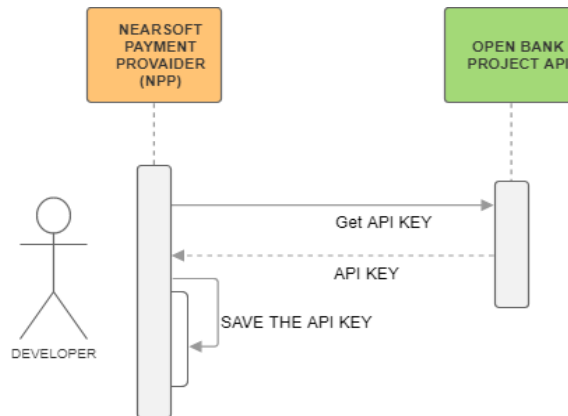 NEARSOFT
PAYMENT
PROVAIDER
(NPP)
OPEN BANK
PROJECT API
Get API KEY
API KEY
SAVE THE API KEY
DEVELOPER